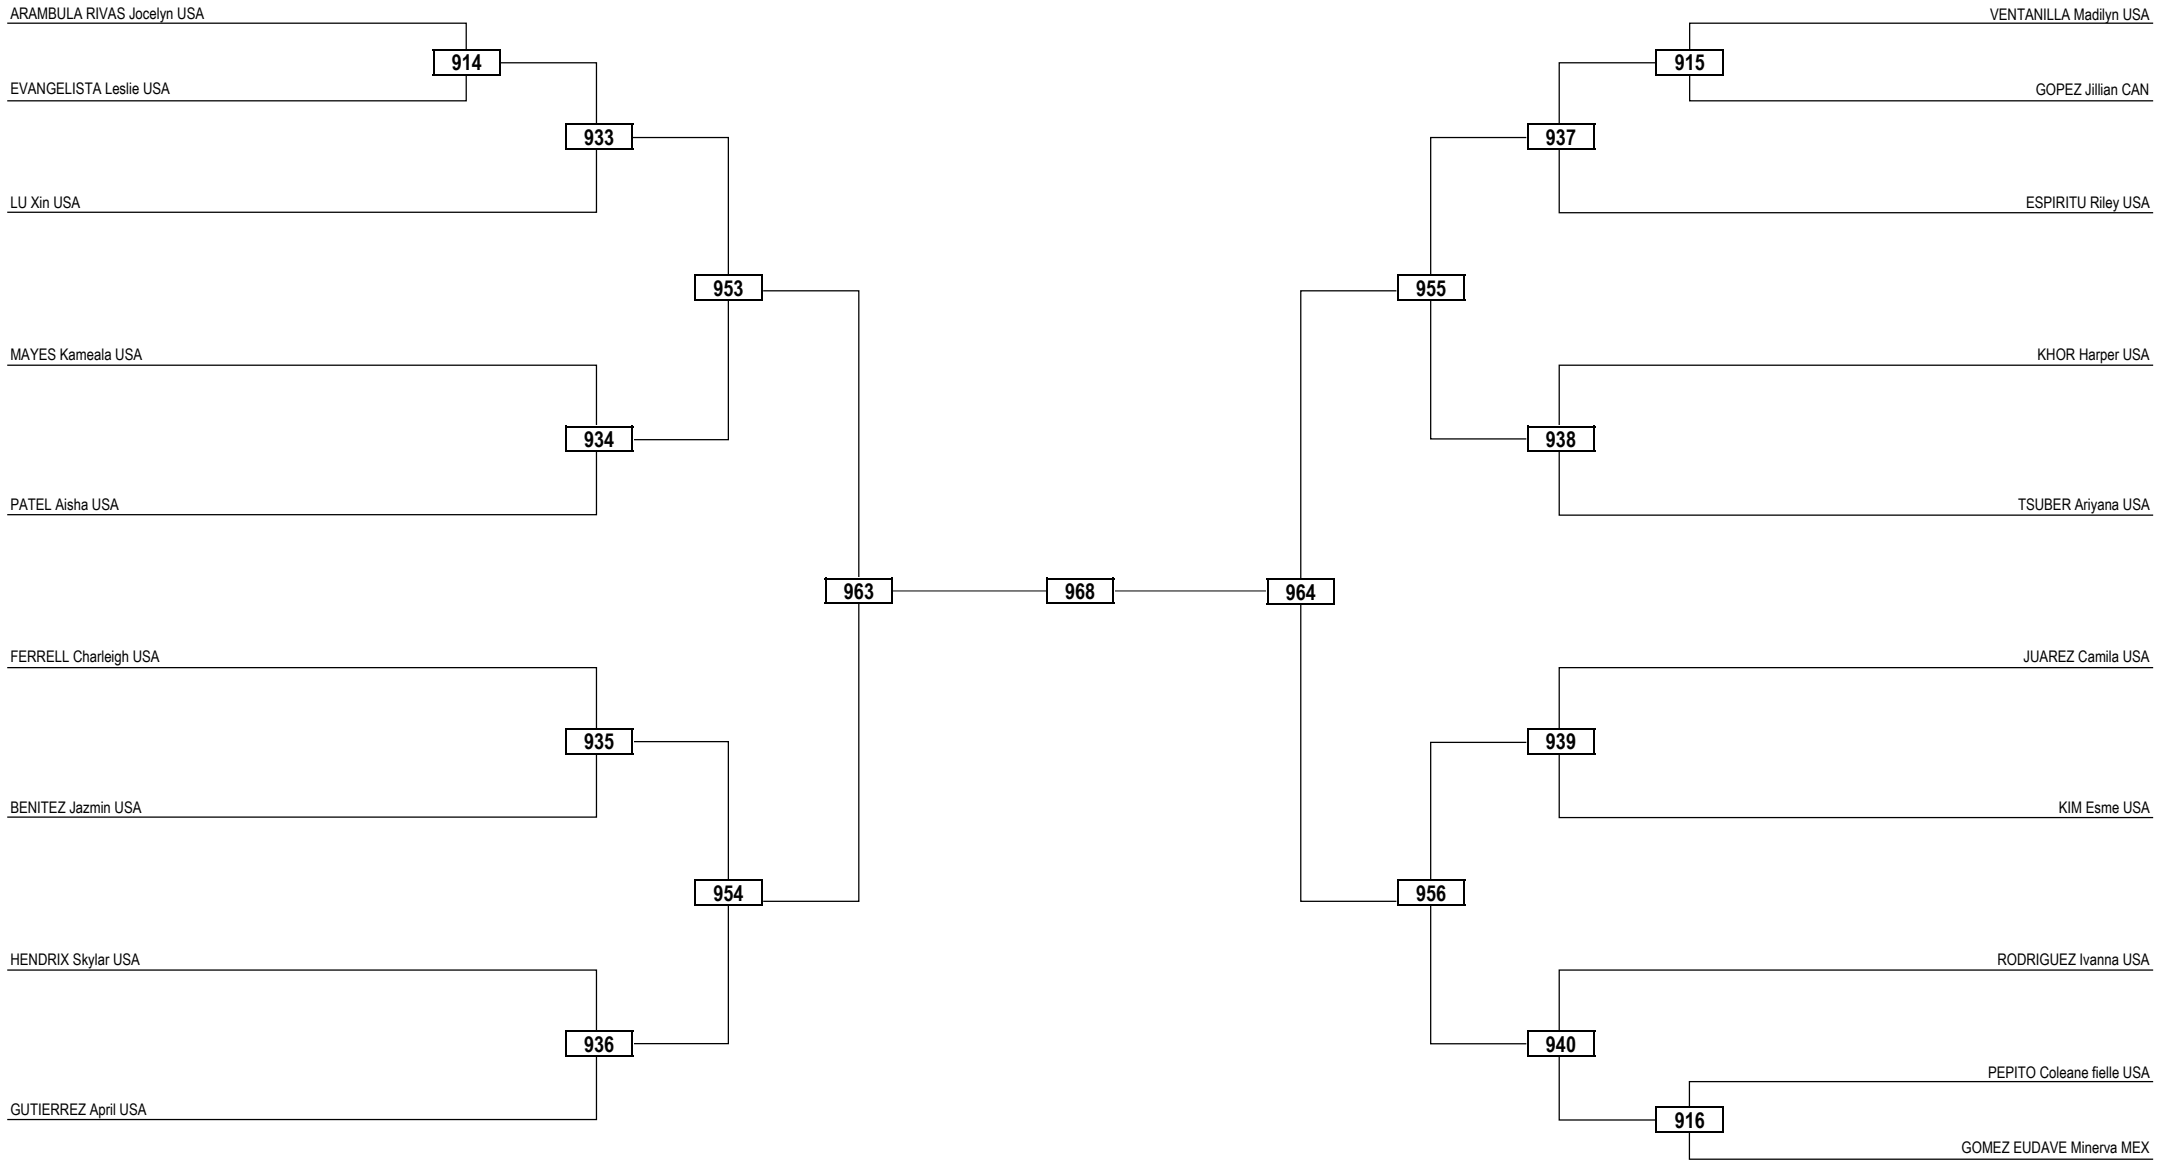 ARAMBULA RIVAS Jocelyn USA
VENTANILLA Madilyn USA
914
915
EVANGELISTA Leslie USA
GOPEZ Jillian CAN
933
937
LU Xin USA
ESPIRITU Riley USA
953
955
MAYES Kameala USA
KHOR Harper USA
934
938
PATEL Aisha USA
TSUBER Ariyana USA
963
968
964
FERRELL Charleigh USA
JUAREZ Camila USA
935
939
BENITEZ Jazmin USA
KIM Esme USA
954
956
HENDRIX Skylar USA
RODRIGUEZ Ivanna USA
936
940
PEPITO Coleane fielle USA
GUTIERREZ April USA
916
GOMEZ EUDAVE Minerva MEX